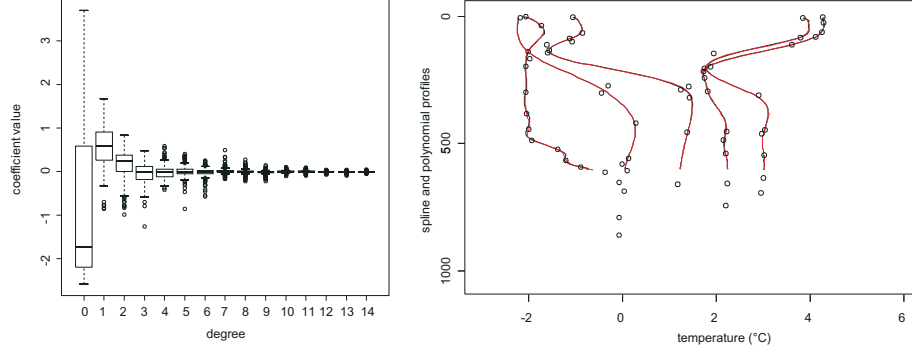 3
2
1
0
-1
-2
coefficient value
0 1 2 3 4 5 6 7 8 9 10 11 12 13 14
degree
0
500
1000
spline and polynomial profiles
-2 0 2 4 6
temperature (°C)